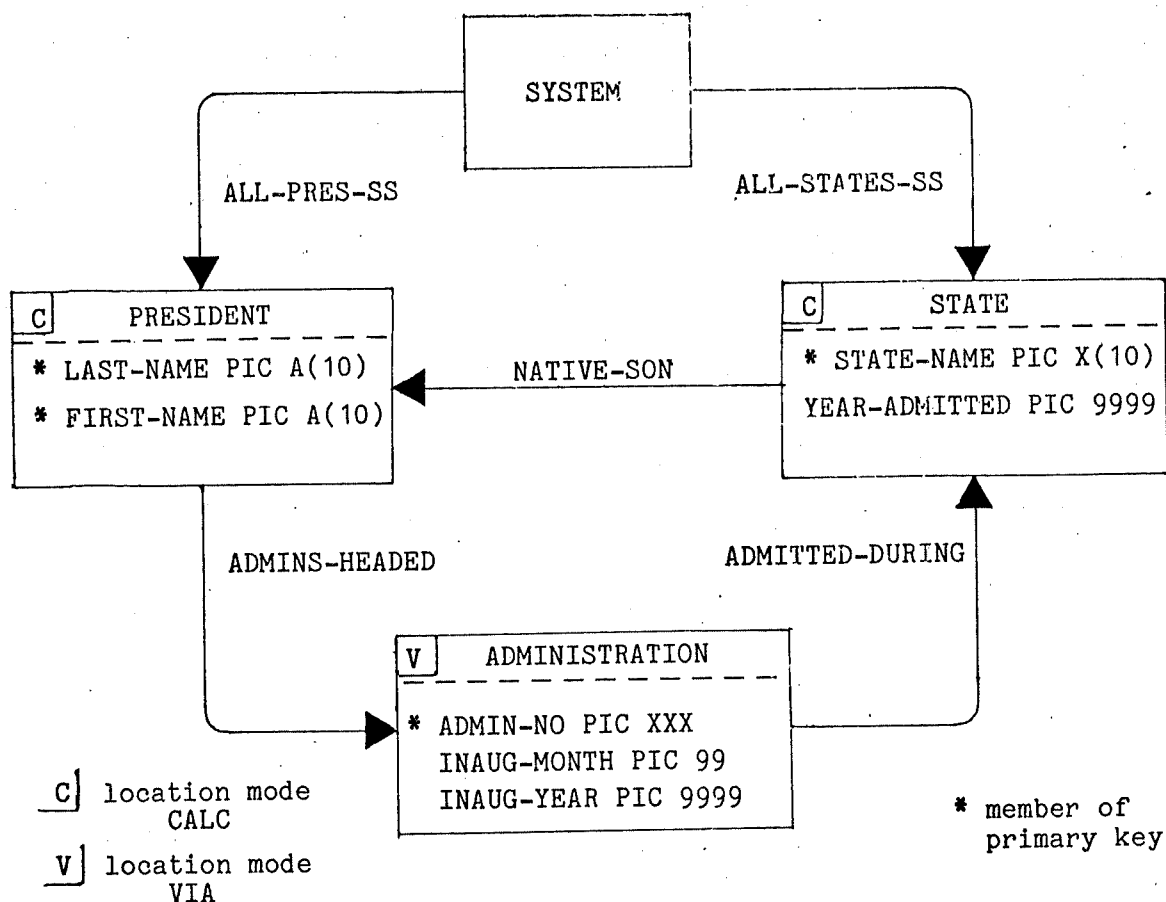 SYSTEM
ALL-PRES-SS
ALL-STATES-SS
C PRESIDENT
* LAST-NAME PIC A(10)
* FIRST-NAME PIC A(10)
NATIVE-SON
C STATE
* STATE-NAME PIC X(10)
YEAR-ADMITTED PIC 9999
ADMINS-HEADED
ADMITTED-DURING
V ADMINISTRATION
* ADMIN-NO PIC XXX
INAUG-MONTH PIC 99
INAUG-YEAR PIC 9999
C location mode
CALC
V location mode
VIA
* member of
primary key